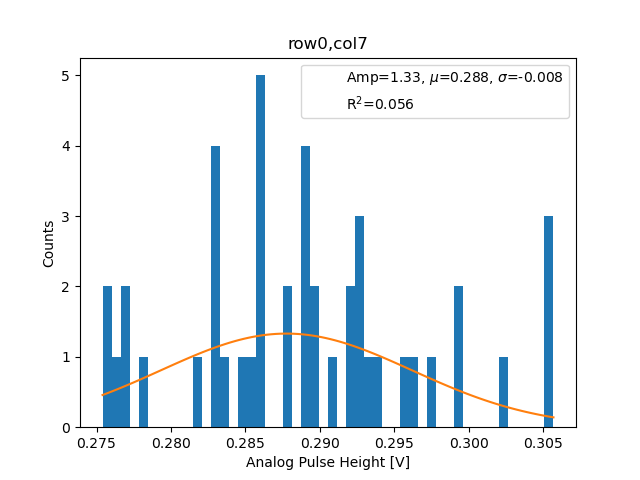 row0,col7
Amp=1.33, μ=0.288, σ=-0.008
R²=0.056
Counts
5
4
3
2
1
0
0.275 0.280 0.285 0.290 0.295 0.300 0.305
Analog Pulse Height [V]